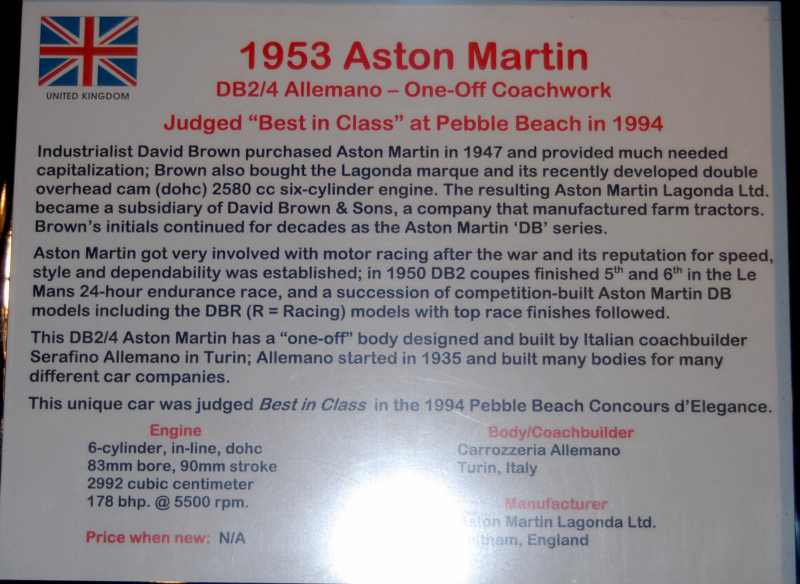 UNITED KINGDOM
1953 Aston Martin
DB2/4 Allemano – One-Off Coachwork
Judged “Best in Class” at Pebble Beach in 1994
Industrialist David Brown purchased Aston Martin in 1947 and provided much needed
capitalization; Brown also bought the Lagonda marque and its recently developed double
overhead cam (dohc) 2580 cc six-cylinder engine. The resulting Aston Martin Lagonda Ltd.
became a subsidiary of David Brown & Sons, a company that manufactured farm tractors.
Brown’s initials continued for decades as the Aston Martin ‘DB’ series.
Aston Martin got very involved with motor racing after the war and its reputation for speed,
style and dependability was established; in 1950 DB2 coupes finished 5th and 6th in the Le
Mans 24-hour endurance race, and a succession of competition-built Aston Martin DB
models including the DBR (R = Racing) models with top race finishes followed.
This DB2/4 Aston Martin has a “one-off” body designed and built by Italian coachbuilder
Serafino Allemano in Turin; Allemano started in 1935 and built many bodies for many
different car companies.
This unique car was judged Best in Class in the 1994 Pebble Beach Concours d’Elegance.
Engine
6-cylinder, in-line, dohc
83mm bore, 90mm stroke
2992 cubic centimeter
178 bhp. @ 5500 rpm.
Price when new: N/A
Body/Coachbuilder
Carrozzeria Allemano
Turin, Italy
Manufacturer
Aston Martin Lagonda Ltd.
England